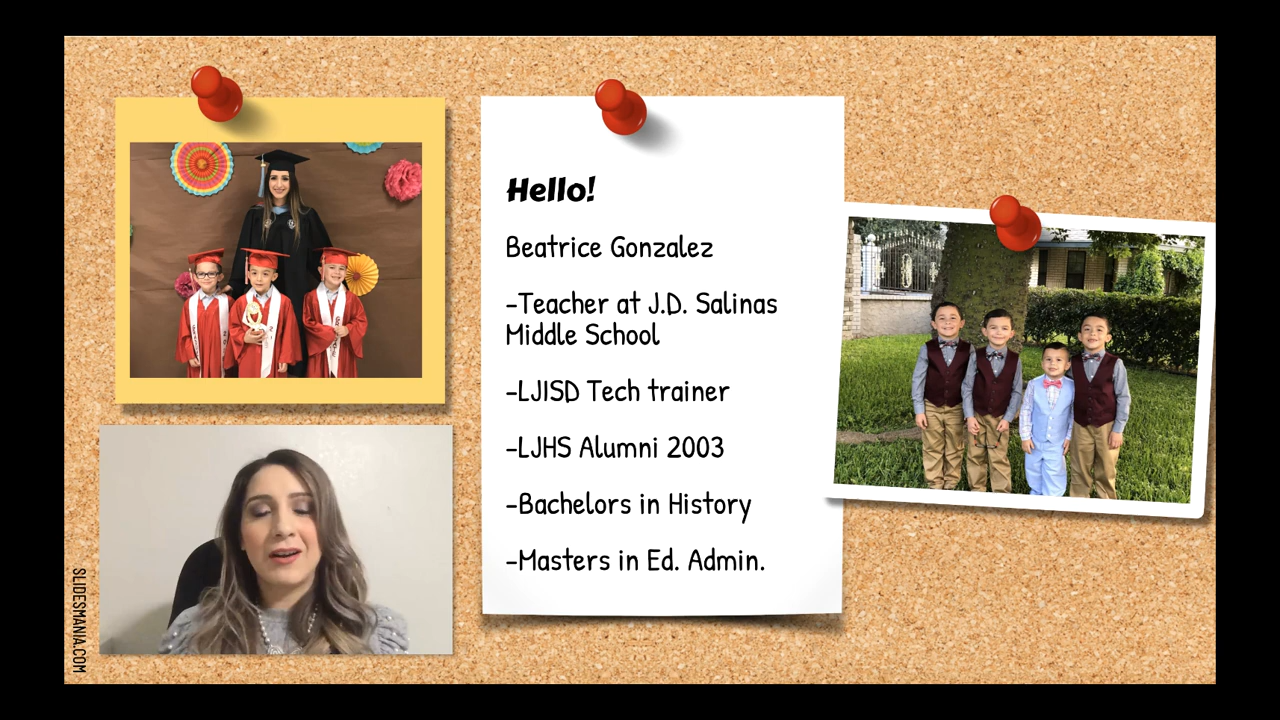 Hello!
Beatrice Gonzalez
-Teacher at J.D. Salinas
Middle School
-LJISD Tech trainer
-LJHS Alumni 2003
-Bachelors in History
-Masters in Ed. Admin.
SLIDESMANIA.COM